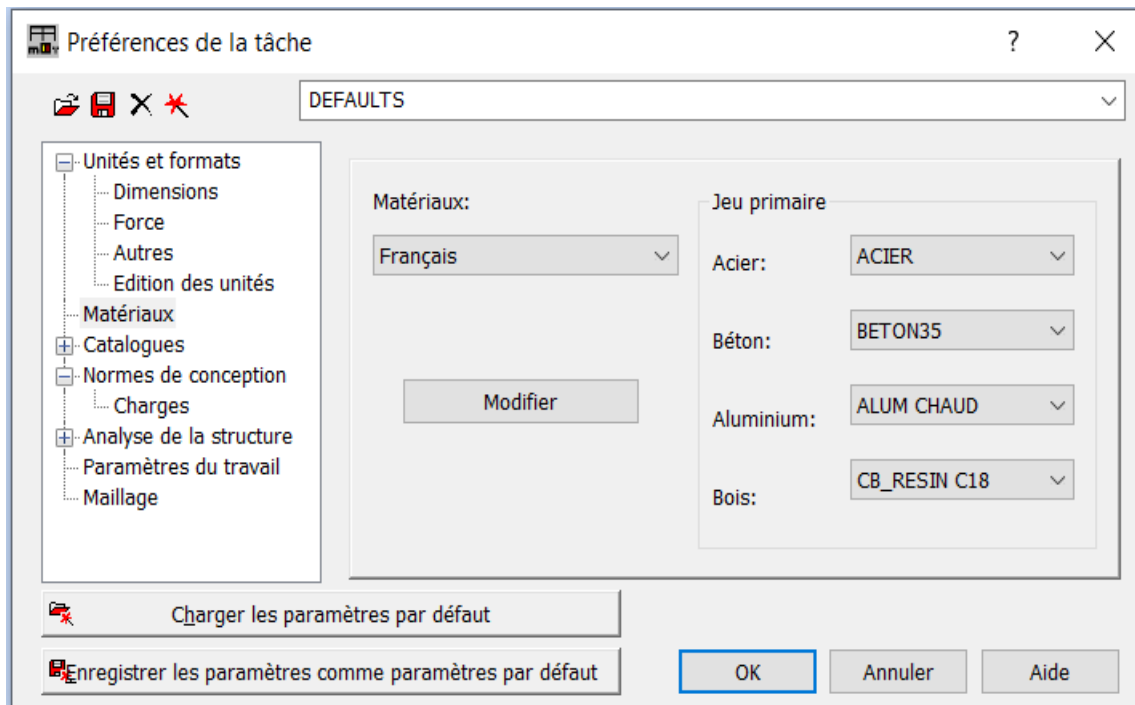 Préférences de la tâche
?
DEFAULTS
Unités et formats
Dimensions
Force
Autres
Edition des unités
Matériaux
Catalogues
Normes de conception
Charges
Analyse de la structure
Paramètres du travail
Maillage
Matériaux:
Français
Modifier
Jeu primaire
Acier: ACIER
Béton: BETON35
Aluminium: ALUM CHAUD
Bois: CB_RESIN C18
Charger les paramètres par défaut
Enregistrer les paramètres comme paramètres par défaut
OK Annuler Aide